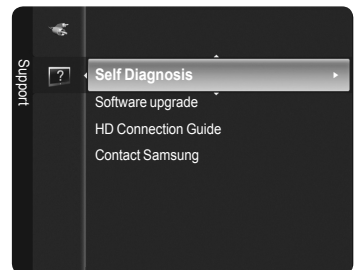 Support
?
Self Diagnosis
Software upgrade
HD Connection Guide
Contact Samsung